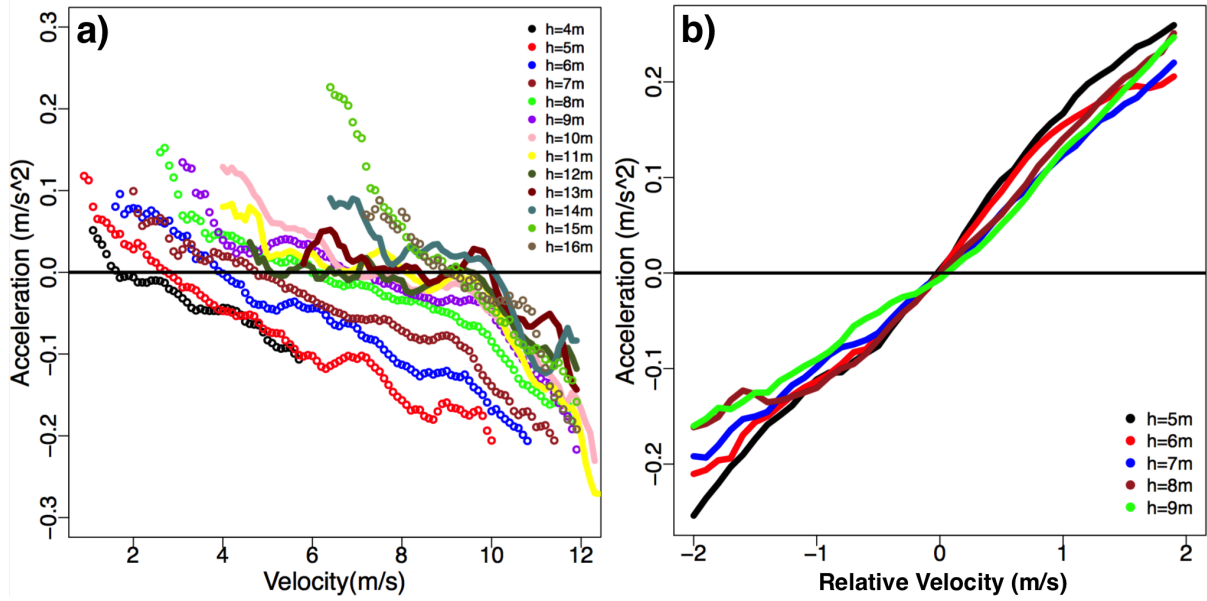 a)
0.3
0.2
0.1
0.0
−0.1
−0.2
−0.3
Acceleration (m/s^2)
h=4m
h=5m
h=6m
h=7m
h=8m
h=9m
h=10m
h=11m
h=12m
h=13m
h=14m
h=15m
h=16m
2 4 6 8 10 12
Velocity(m/s)
b)
0.2
0.1
0.0
−0.1
−0.2
Acceleration (m/s^2)
h=5m
h=6m
h=7m
h=8m
h=9m
−2 −1 0 1 2
Relative Velocity (m/s)